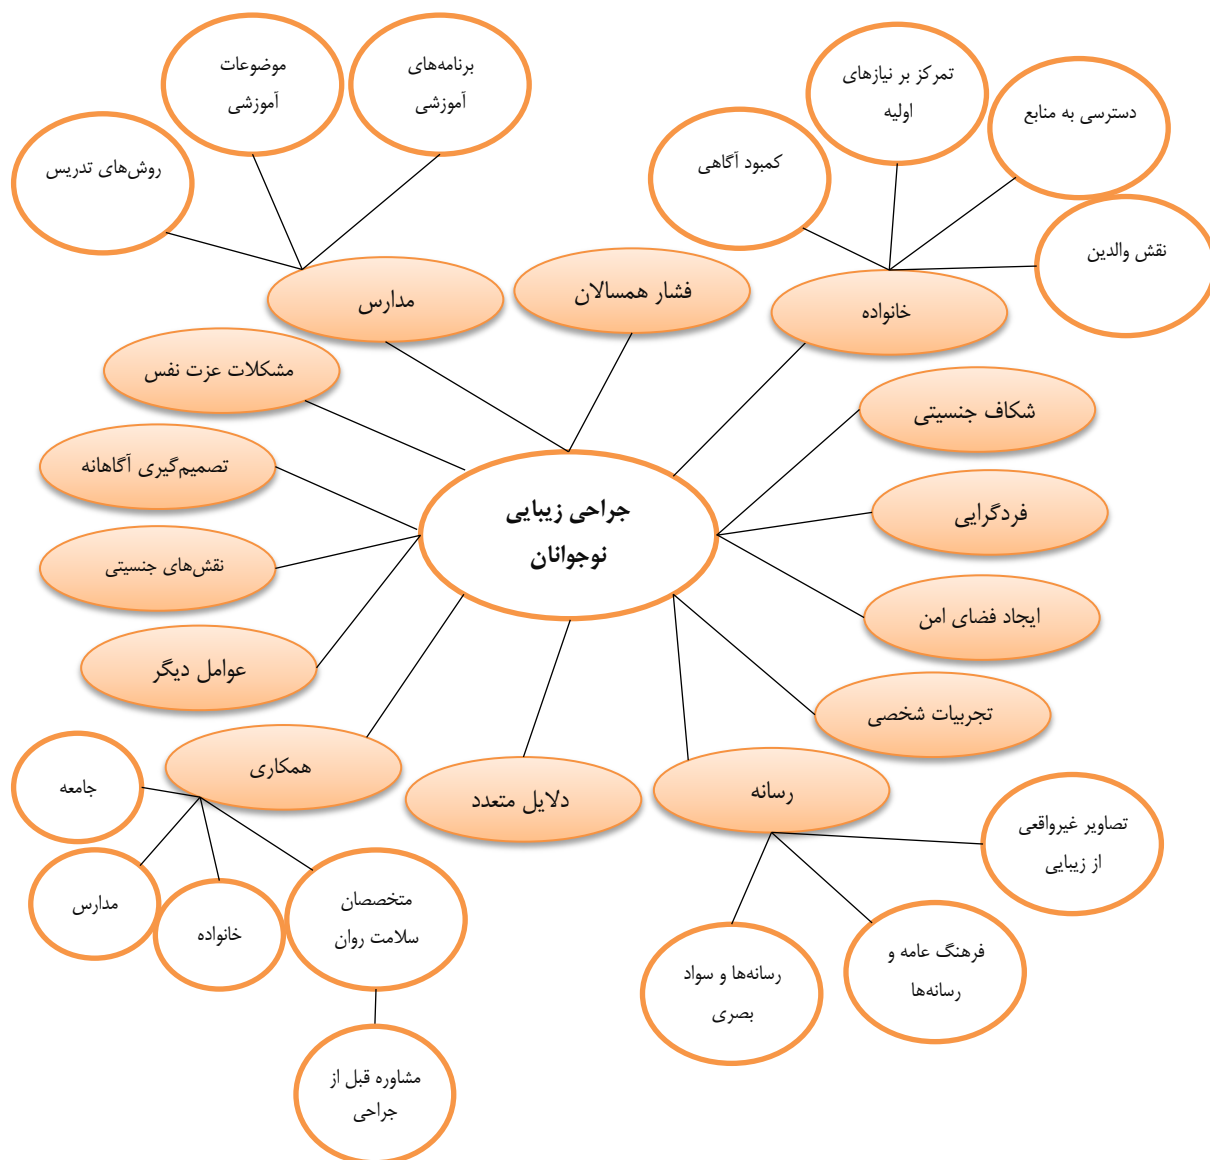 برنامه‌های
آموزشی
موضوعات
آموزشی
روش‌های تدریس
تمرکز بر نیازهای
اولیه
دسترسی به منابع
کمبود آگاهی
نقش والدین
فشار همسالان
مدارس
خانواده
مشکلات عزت نفس
شکاف جنسیتی
تصمیم‌گیری آگاهانه
فردگرایی
جراحی زیبایی
نوجوانان
نقش‌های جنسیتی
ایجاد فضای امن
عوامل دیگر
تجربیات شخصی
همکاری
دلایل متعدد
رسانه
جامعه
مدارس
خانواده
متخصصان
سلامت روان
مشاوره قبل از
جراحی
تصاویر غیرواقعی
از زیبایی
فرهنگ عامه و
رسانه‌ها
رسانه‌ها و سواد
بصری